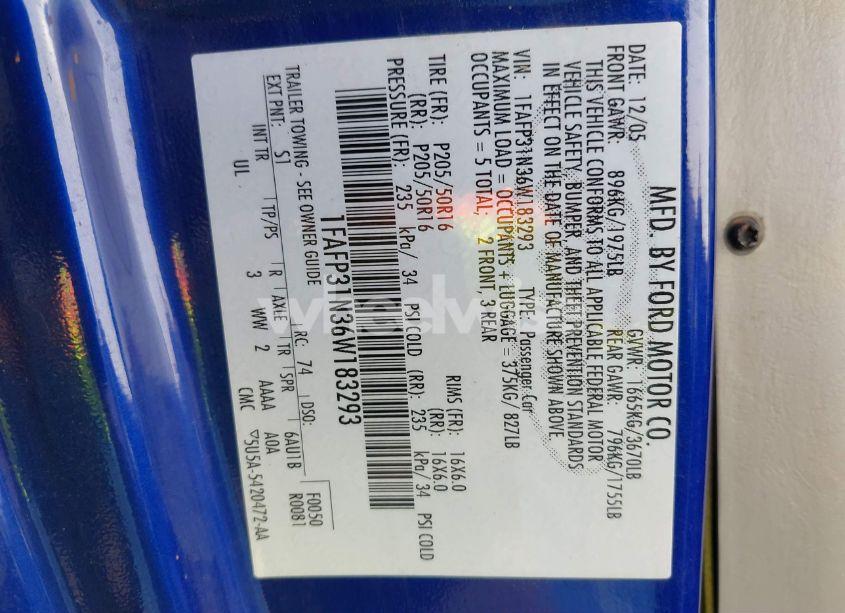 MFD. BY FORD MOTOR CO.
DATE: 12/05 GVWR: 1665KG/3670LB
FRONT GAWR: 896KG/1975LB REAR GAWR: 796KG/1755LB
THIS VEHICLE CONFORMS TO ALL APPLICABLE FEDERAL MOTOR
VEHICLE SAFETY, BUMPER, AND THEFT PREVENTION STANDARDS
IN EFFECT ON THE DATE OF MANUFACTURE SHOWN ABOVE.
VIN: 1FAFP31N36W183293 TYPE: Passenger Car
MAXIMUM LOAD = OCCUPANTS + LUGGAGE = 375KG/ 827LB
OCCUPANTS = 5 TOTAL; 2 FRONT 3 REAR
TIRE (FR): P205/50R16 RIMS (FR): 16X6.0
(RR): P205/50R16 (RR): 16X6.0
PRESSURE (FR): 235 kPa/ 34 PSI COLD (RR): 235 kPa/ 34 PSI COLD
1FAFP31N36W183293
TRAILER TOWING - SEE OWNER GUIDE
F0050
EXT PNT: S1 RC: 74 DSO: R0081
INT TR TP/PS R AXLE TR SPR 6AU1B
UL 3 WW 2 AAAA A0A
CMC ▽5U5A-5420472-AA